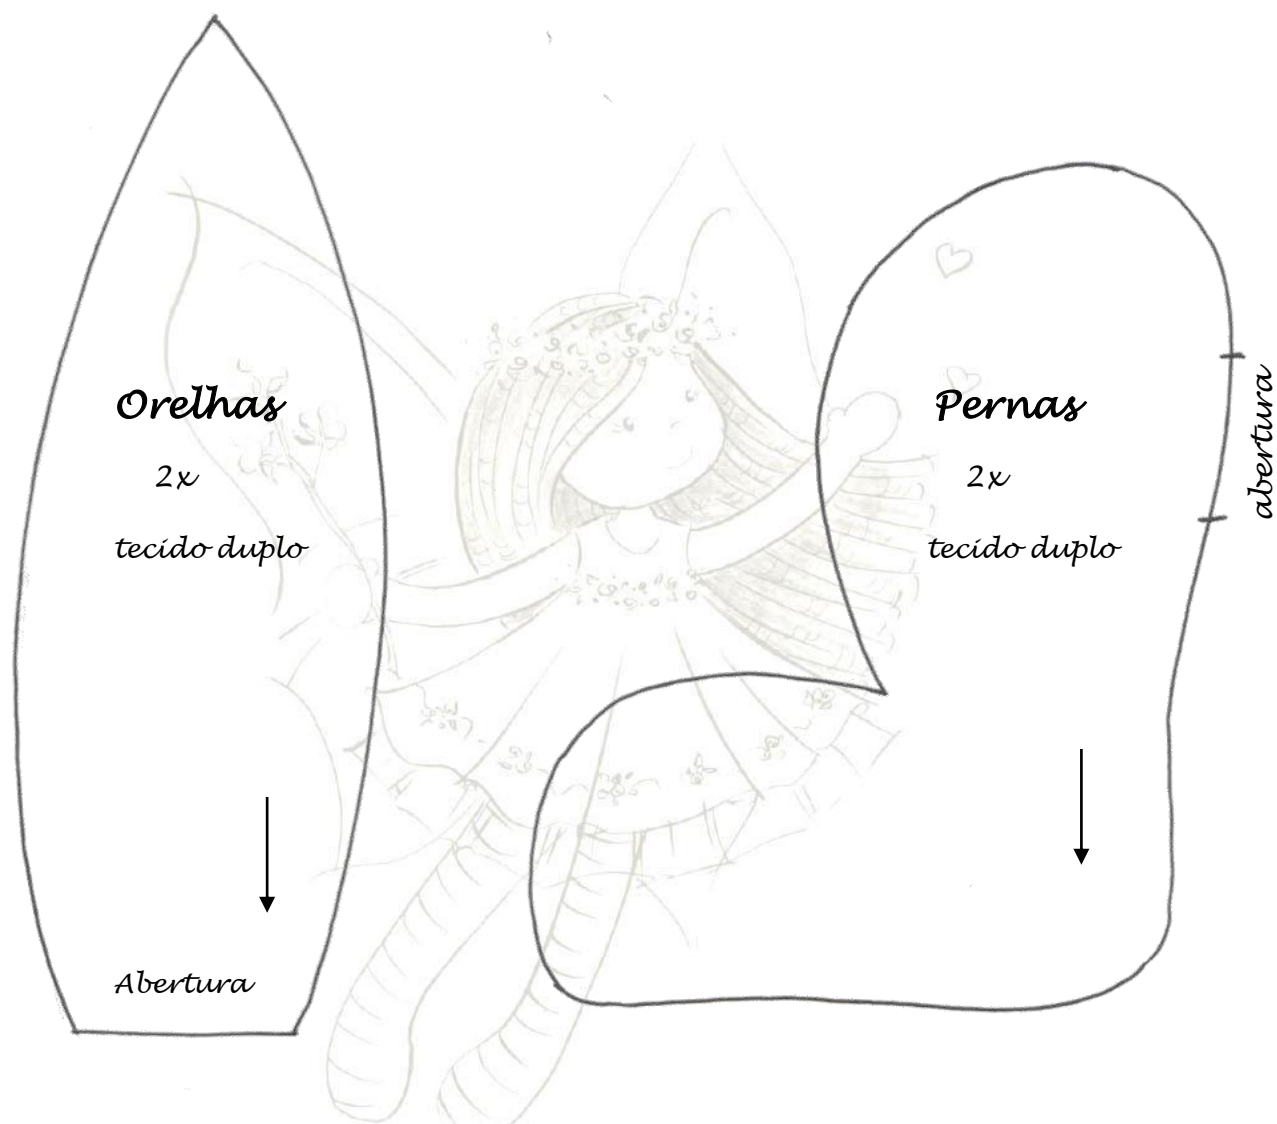 Orelhas
2x
tecido duplo
Abertura
Pernas
2x
tecido duplo
abertura